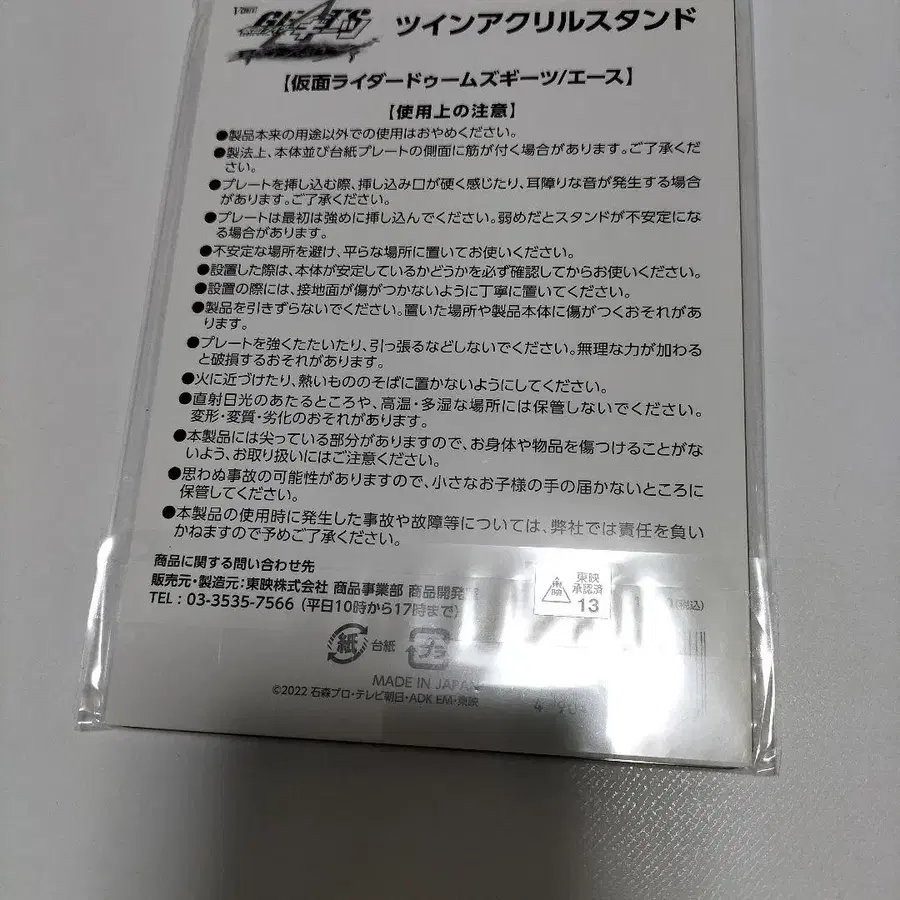 GEATS
ツインアクリルスタンド
【仮面ライダードゥームズギーツ/エース】
【使用上の注意】
●製品本来の用途以外での使用はおやめください。
●製法上、本体並び台紙プレートの側面に筋が付く場合があります。ご了承くだ
さい。
●プレートを挿し込む際、挿し込み口が硬く感じたり、耳障りな音が発生する場合
があります。ご了承ください。
●プレートは最初は強めに挿し込んでください。弱めだとスタンドが不安定にな
る場合があります。
●不安定な場所を避け、平らな場所に置いてお使いください。
●設置した際は、本体が安定しているかどうかを必ず確認してからお使いください。
●設置の際には、接地面が傷がつかないように丁寧に置いてください。
●製品を引きずらないでください。置いた場所や製品本体に傷がつくおそれがあ
ります。
●プレートを強くたたいたり、引っ張るなどしないでください。無理な力が加わる
と破損するおそれがあります。
●火に近づけたり、熱いもののそばに置かないようにしてください。
●直射日光のあたるところや、高温・多湿な場所には保管しないでください。
変形・変質・劣化のおそれがあります。
●本製品には尖っている部分がありますので、お身体や物品を傷つけることがな
いよう、お取り扱いにはご注意ください。
●思わぬ事故の可能性がありますので、小さなお子様の手の届かないところに
保管してください。
●本製品の使用時に発生した事故や故障等については、弊社では責任を負い
かねますので予めご了承ください。
商品に関する問い合わせ先
販売元・製造元:東映株式会社 商品事業部 商品開発
TEL:03-3535-7566(平日10時から17時まで)
東映
承認済
13
(税込)
紙 台紙 プラ
MADE IN JAPAN
©2022 石森プロ・テレビ朝日・ADK EM・東映